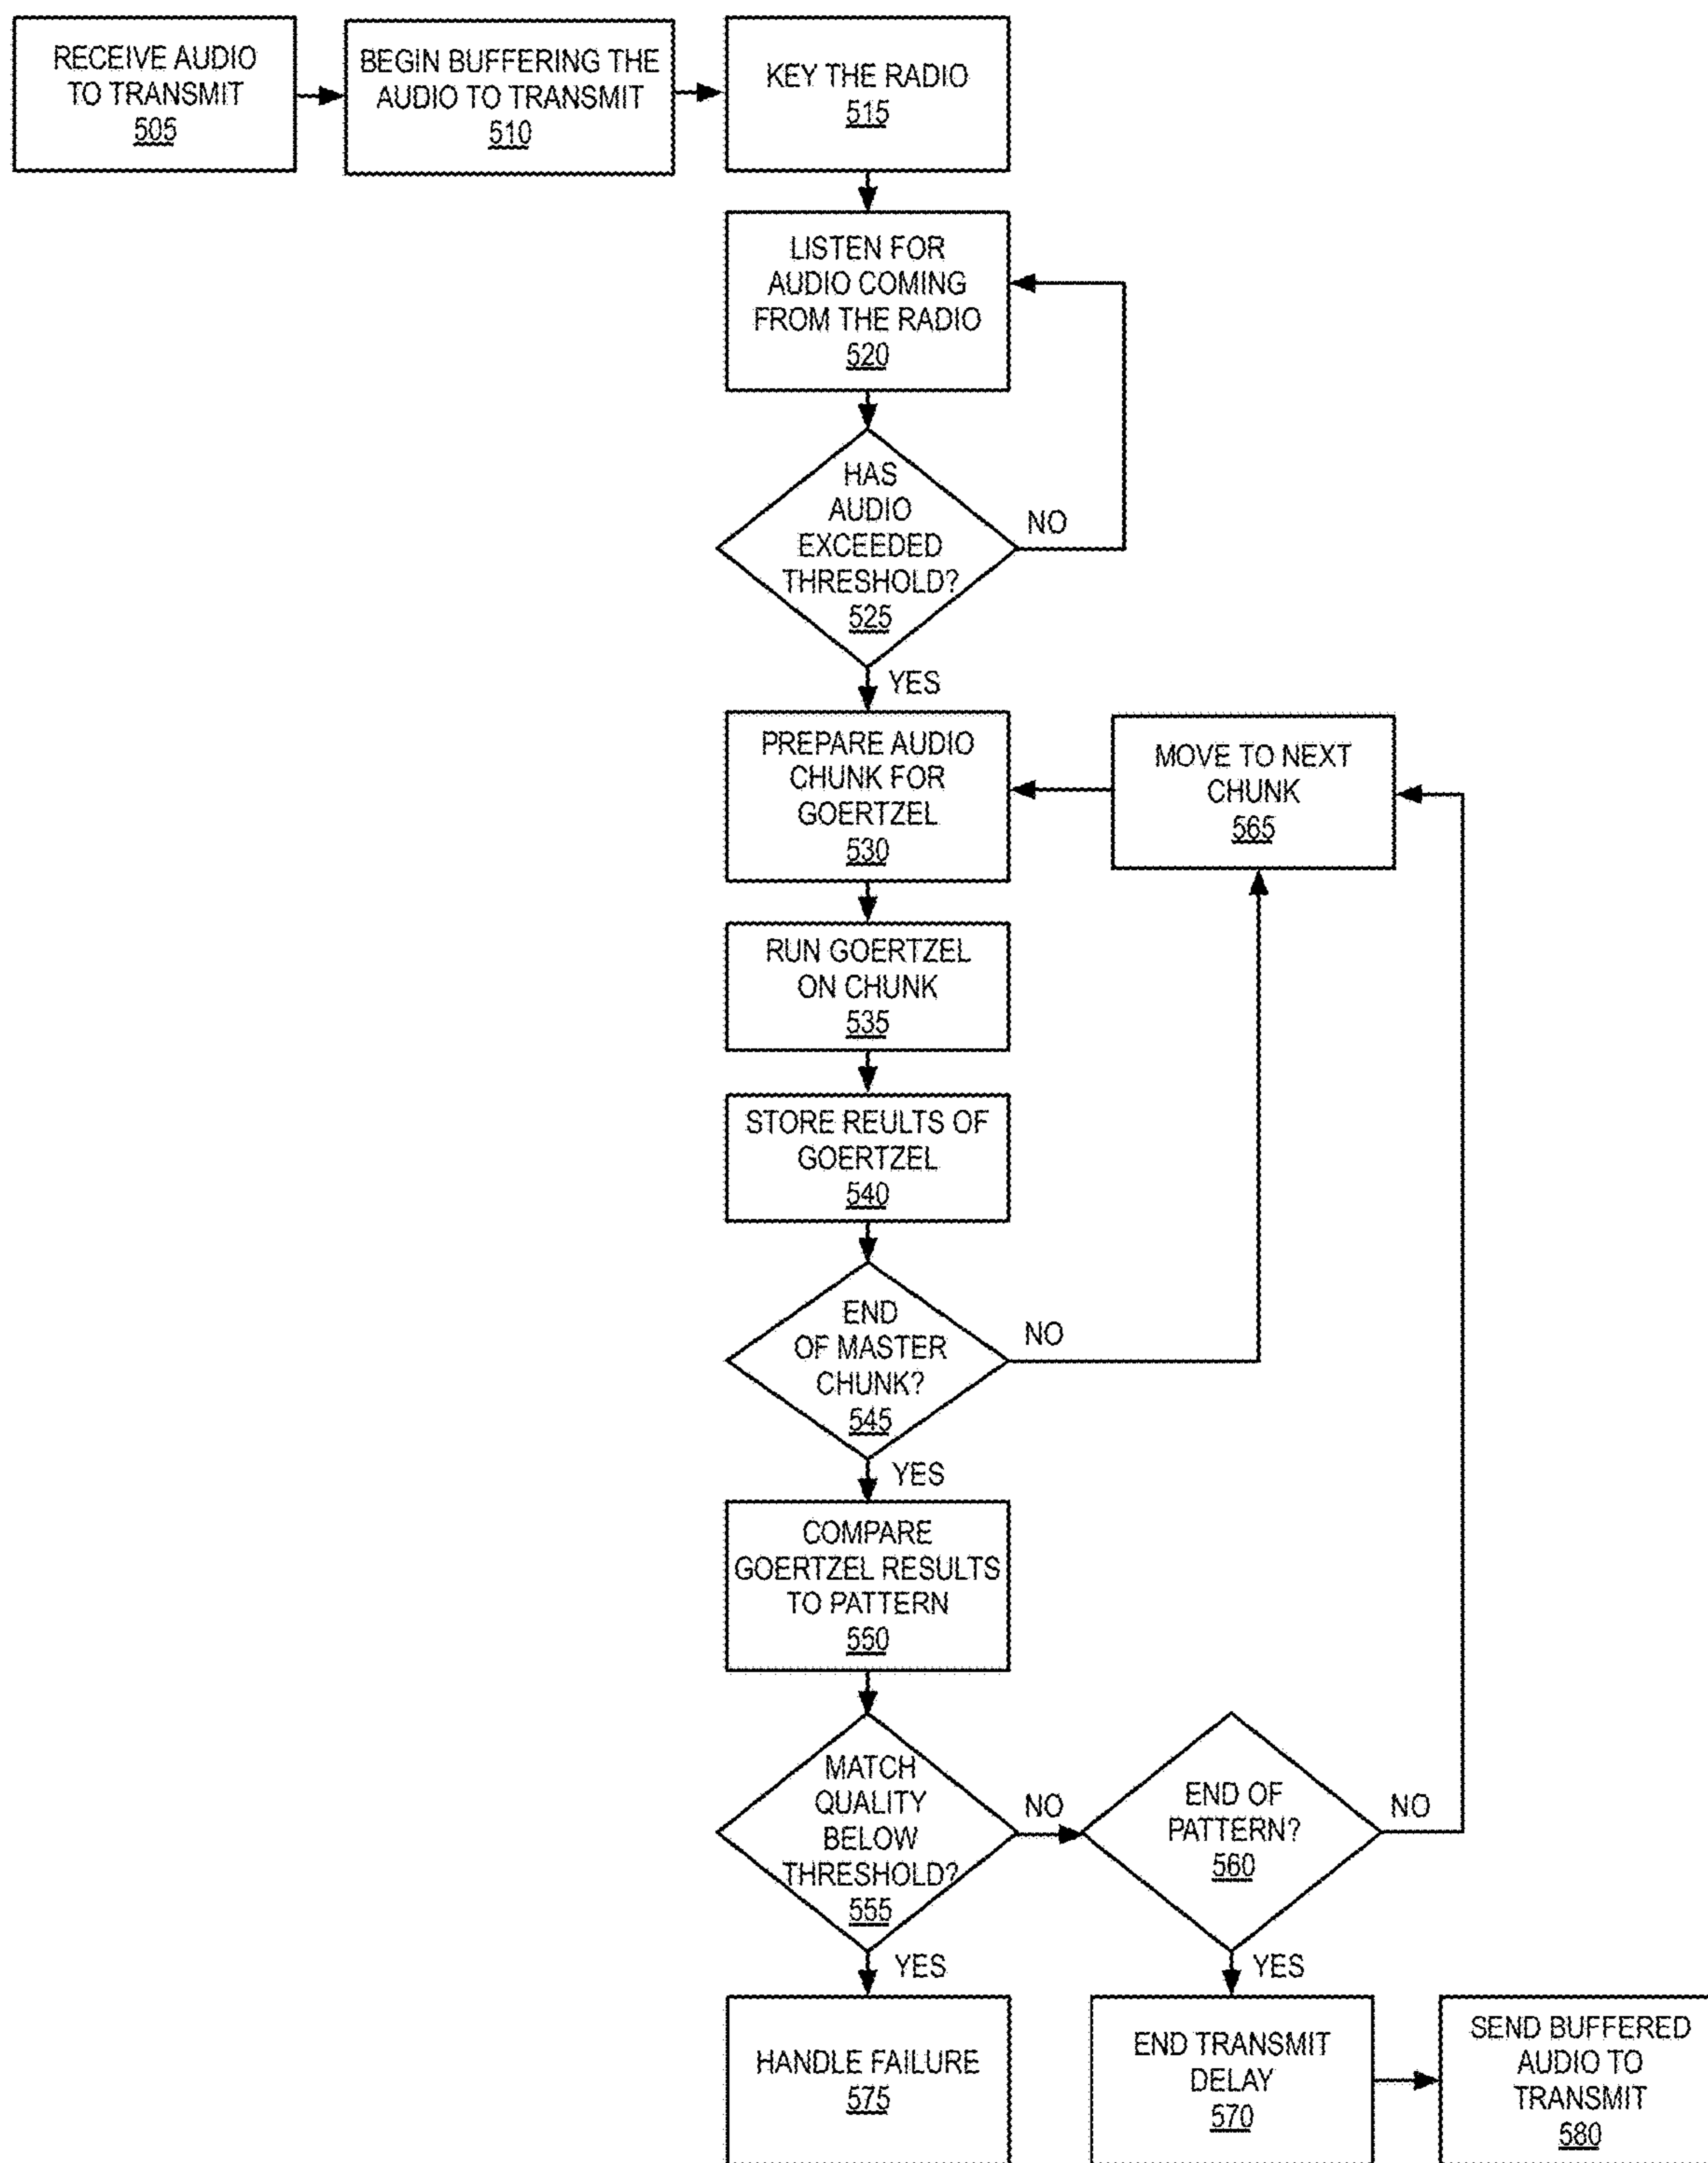 RECEIVE AUDIO
TO TRANSMIT
505
BEGIN BUFFERING THE
AUDIO TO TRANSMIT
510
KEY THE RADIO
515
LISTEN FOR
AUDIO COMING
FROM THE RADIO
520
HAS
AUDIO
EXCEEDED
THRESHOLD?
525
NO
YES
PREPARE AUDIO
CHUNK FOR
GOERTZEL
530
MOVE TO NEXT
CHUNK
565
RUN GOERTZEL
ON CHUNK
535
STORE REULTS OF
GOERTZEL
540
END
OF MASTER
CHUNK?
545
NO
YES
COMPARE
GOERTZEL RESULTS
TO PATTERN
550
MATCH
QUALITY
BELOW
THRESHOLD?
555
NO
END OF
PATTERN?
560
NO
YES
YES
HANDLE FAILURE
575
END TRANSMIT
DELAY
570
SEND BUFFERED
AUDIO TO
TRANSMIT
580